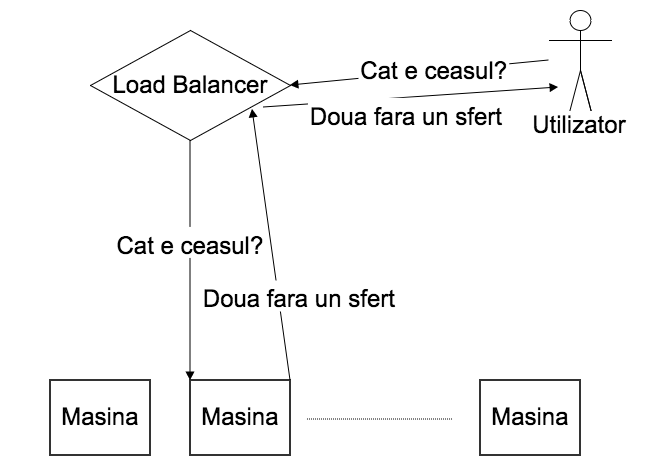 Cat e ceasul?
Load Balancer
Doua fara un sfert
Utilizator
Cat e ceasul?
Doua fara un sfert
Masina
Masina
Masina